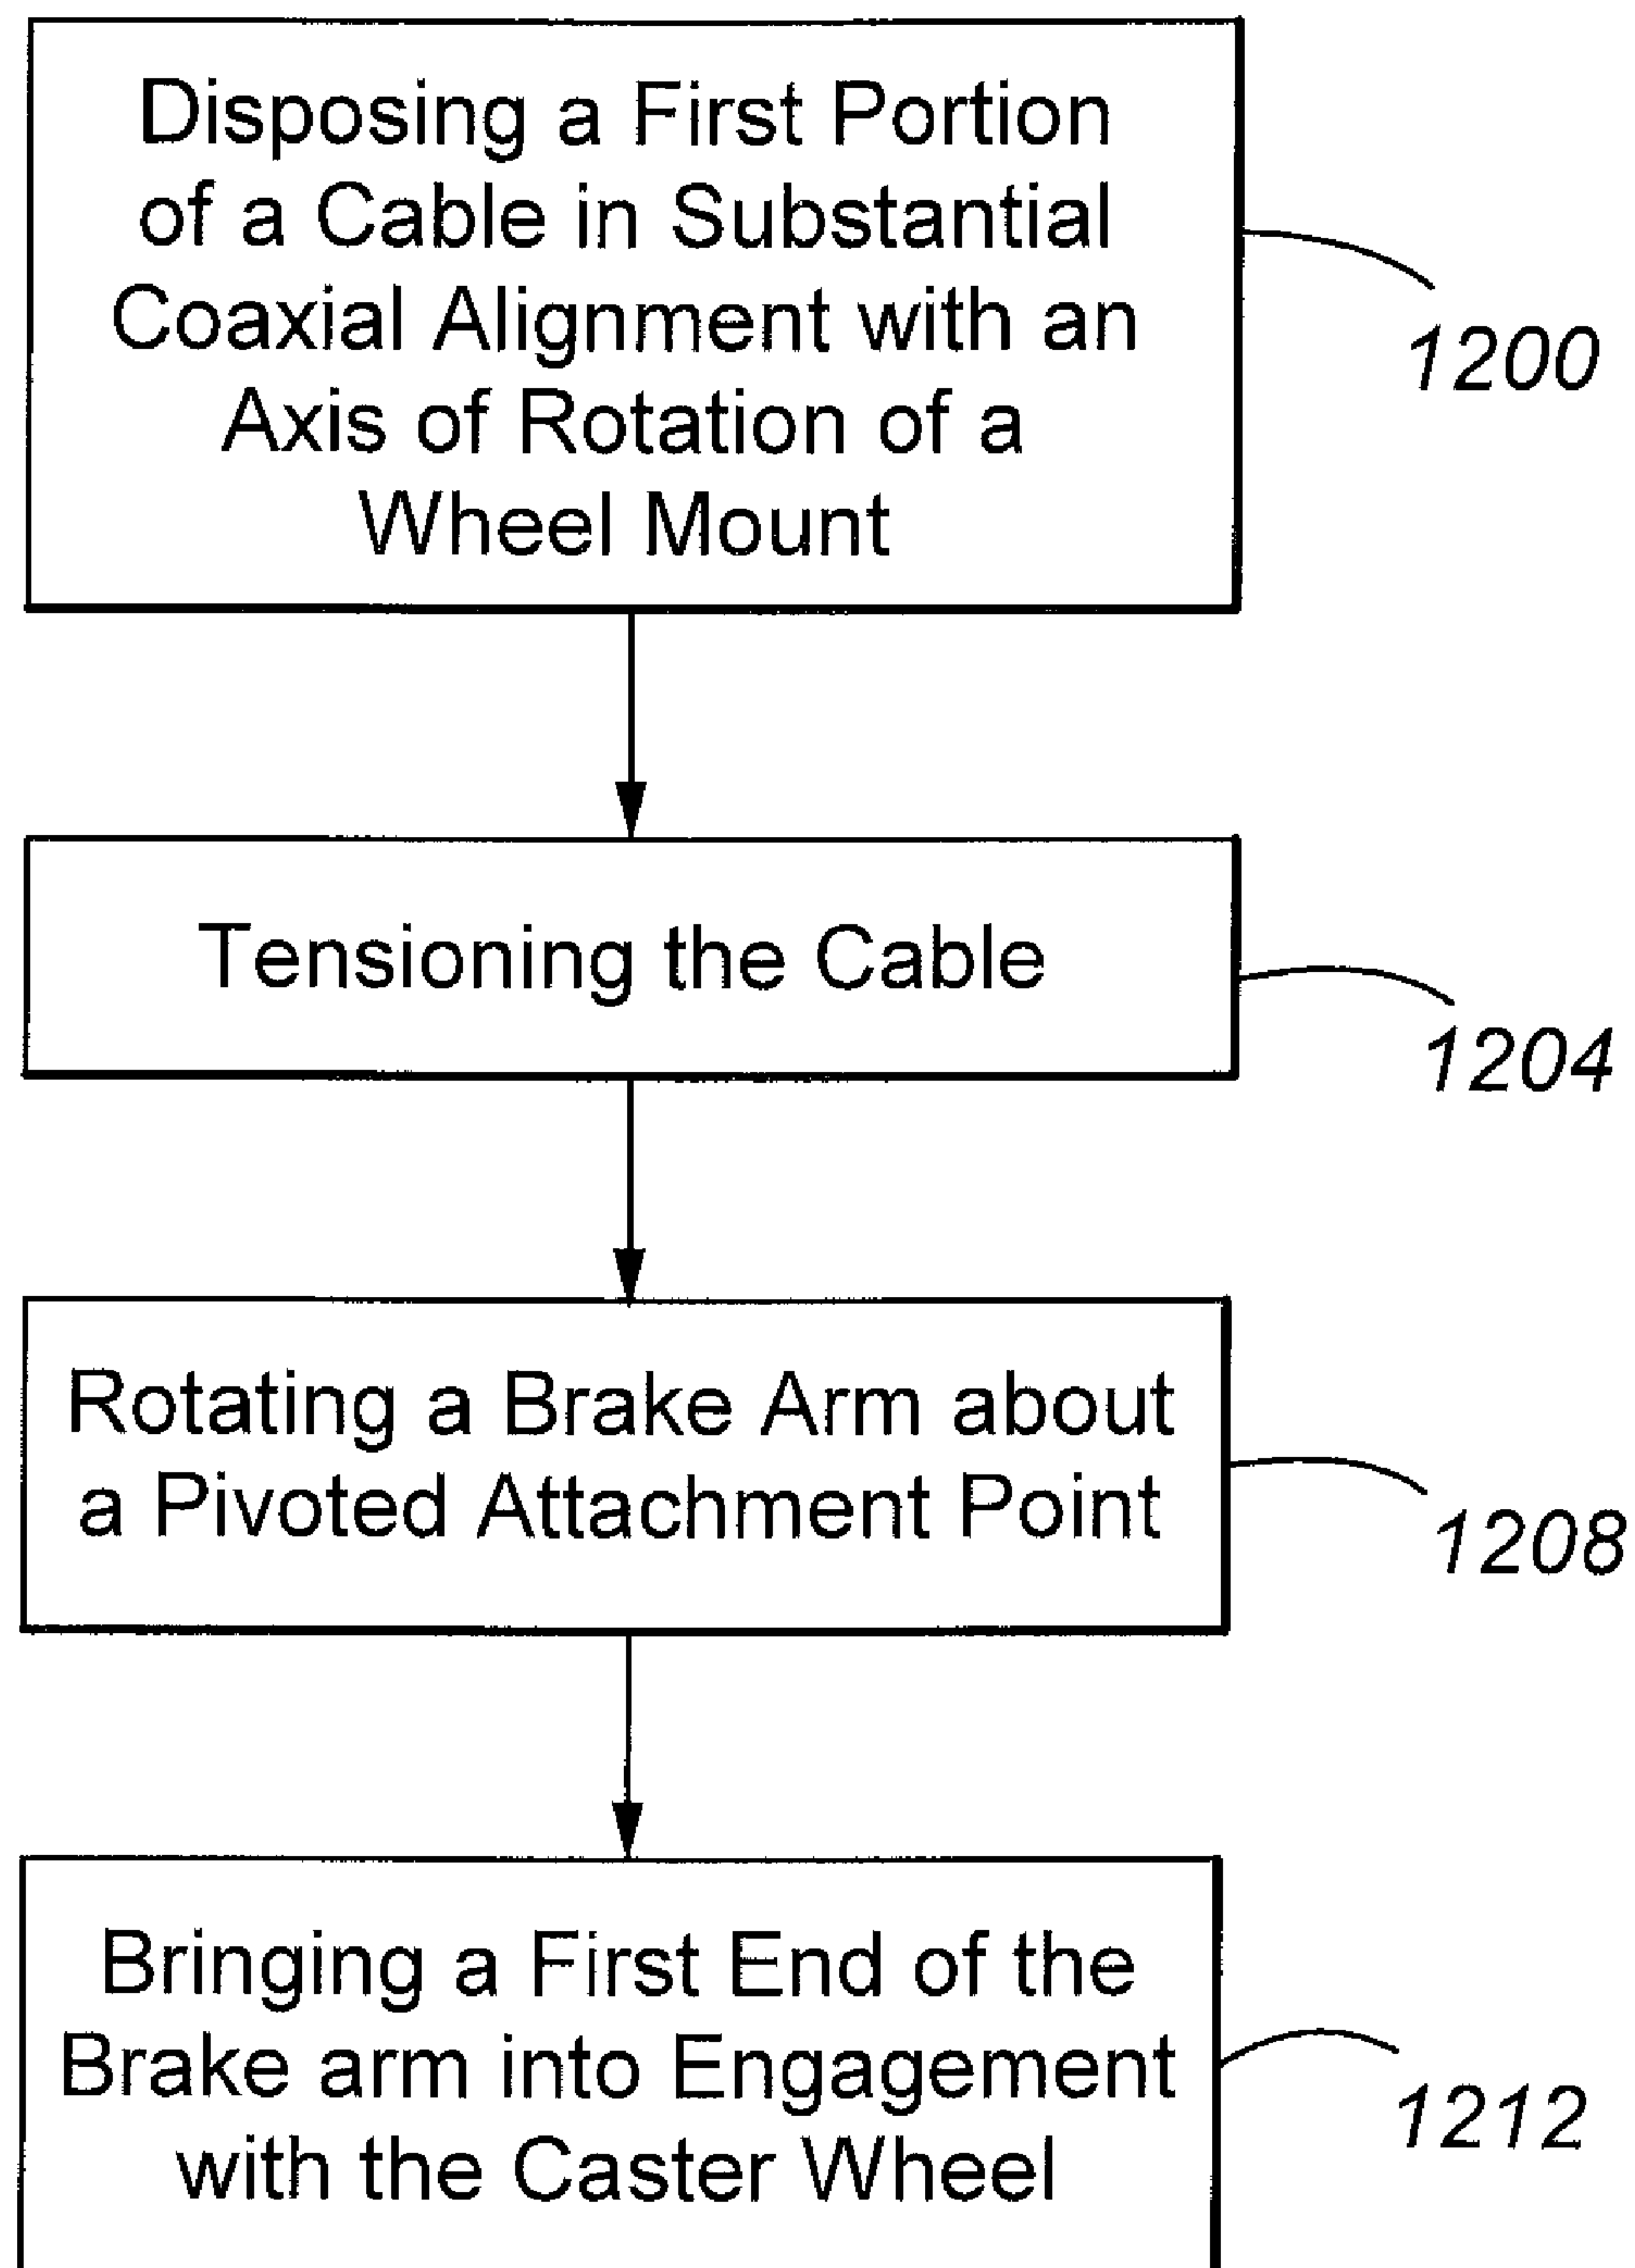 Disposing a First Portion
of a Cable in Substantial
Coaxial Alignment with an
Axis of Rotation of a
Wheel Mount
1200
Tensioning the Cable
1204
Rotating a Brake Arm about
a Pivoted Attachment Point
1208
Bringing a First End of the
Brake arm into Engagement
with the Caster Wheel
1212